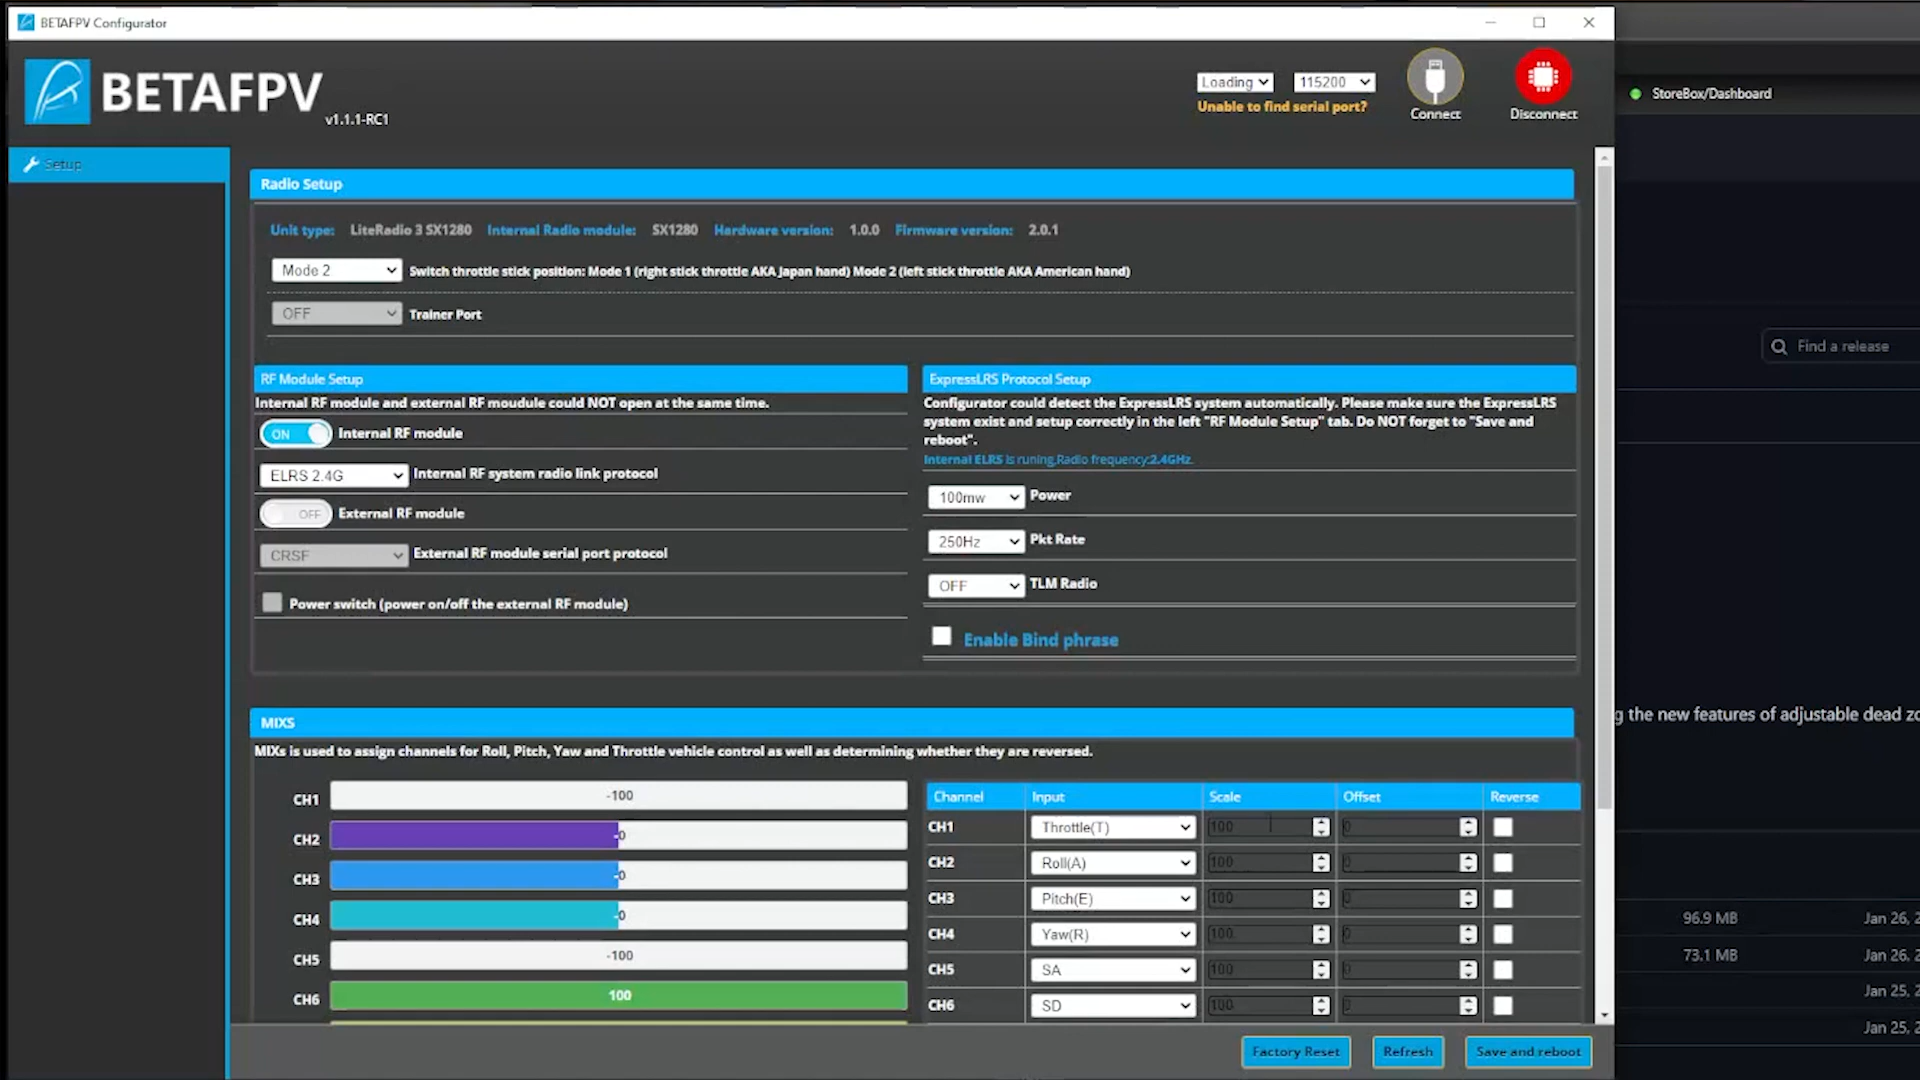 BETAFPV Configurator
BETAFPV
v1.1.1-RC1
Loading
115200
Unable to find serial port?
Connect
Disconnect
StoreBox/Dashboard
Setup
Radio Setup
Unit type: LiteRadio 3 SX1280 Internal Radio module: SX1280 Hardware version: 1.0.0 Firmware version: 2.0.1
Mode 2 Switch throttle stick position: Mode 1 (right stick throttle AKA Japan hand) Mode 2 (left stick throttle AKA American hand)
OFF Trainer Port
Find a release
RF Module Setup
Internal RF module and external RF moudule could NOT open at the same time.
ON Internal RF module
ELRS 2.4G Internal RF system radio link protocol
OFF External RF module
CRSF External RF module serial port protocol
Power switch (power on/off the external RF module)
ExpressLRS Protocol Setup
Configurator could detect the ExpressLRS system automatically. Please make sure the ExpressLRS
system exist and setup correctly in the left "RF Module Setup" tab. Do NOT forget to "Save and
reboot".
Internal ELRS is runing,Radio frequency:2.4GHz.
100mw Power
250Hz Pkt Rate
OFF TLM Radio
Enable Bind phrase
g the new features of adjustable dead zo
MIXS
MIXs is used to assign channels for Roll, Pitch, Yaw and Throttle vehicle control as well as determining whether they are reversed.
CH1 -100
CH2 -0
CH3 -0
CH4 -0
CH5 -100
CH6 100
Channel Input Scale Offset Reverse
CH1 Throttle(T) 100 0
CH2 Roll(A) 100 0
CH3 Pitch(E) 100 0
CH4 Yaw(R) 100 0
CH5 SA 100 0
CH6 SD 100 0
96.9 MB Jan 26, 2
73.1 MB Jan 26, 2
Jan 25, 2
Jan 25, 2
Factory Reset
Refresh
Save and reboot